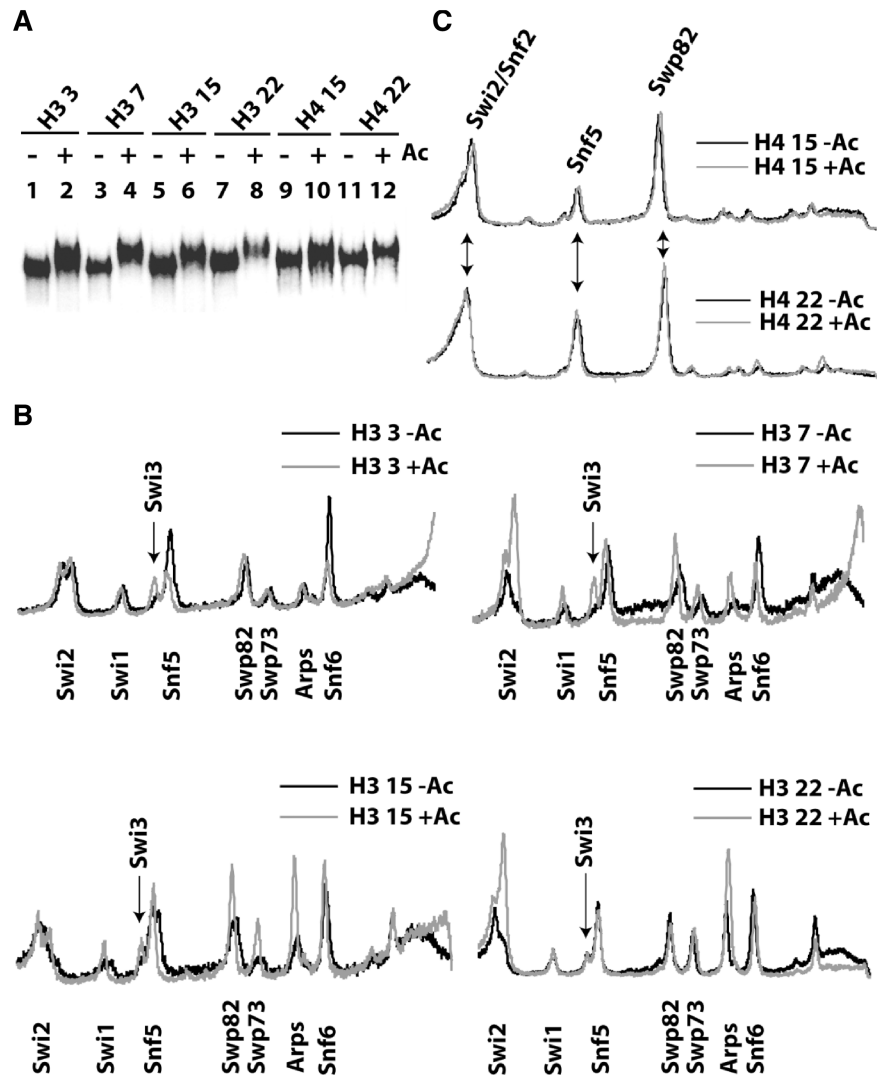 A
H3 3 H3 7 H3 15 H3 22 H4 15 H4 22
- + - + - + - + - + - + Ac
1 2 3 4 5 6 7 8 9 10 11 12
C
Swi2/Snf2
Snf5
Swp82
H4 15 -Ac
H4 15 +Ac
H4 22 -Ac
H4 22 +Ac
B
H3 3 -Ac
H3 3 +Ac
Swi3
Swi2 Swi1 Snf5 Swp82 Swp73 Arps Snf6
H3 7 -Ac
H3 7 +Ac
Swi3
Swi2 Swi1 Snf5 Swp82 Swp73 Arps Snf6
H3 15 -Ac
H3 15 +Ac
Swi3
Swi2 Swi1 Snf5 Swp82 Swp73 Arps Snf6
H3 22 -Ac
H3 22 +Ac
Swi3
Swi2 Swi1 Snf5 Swp82 Swp73 Arps Snf6